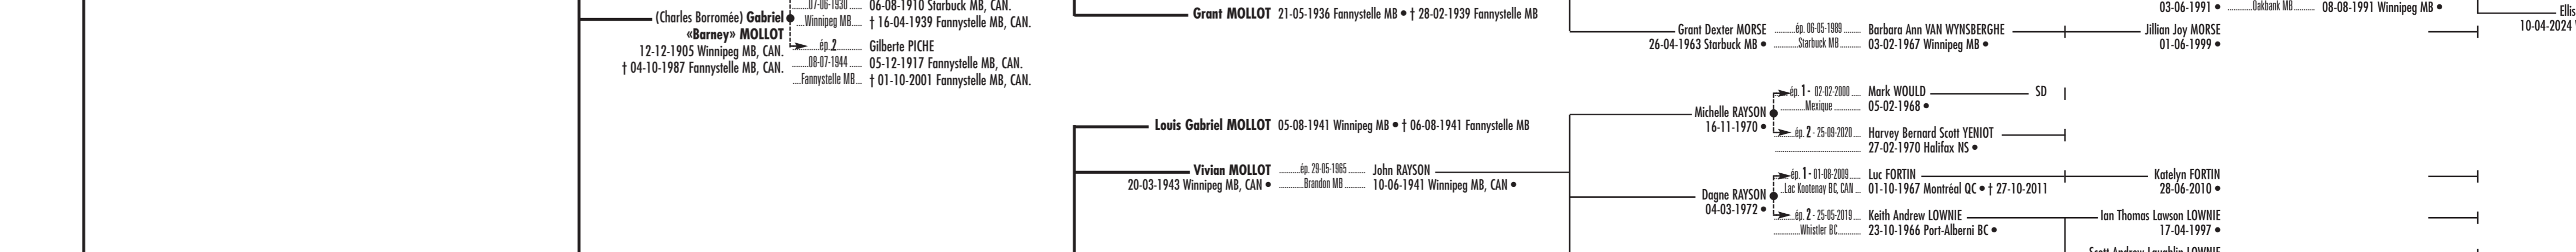 (Charles Borromée) Gabriel
«Barney» MOLLOT
12-12-1905 Winnipeg MB, CAN.
† 04-10-1987 Fannystelle MB, CAN.
07-06-1930 06-08-1910 Starbuck MB, CAN.
Winnipeg MB † 16-04-1939 Fannystelle MB, CAN.
ép. 2 Gilberte PICHE
08-07-1944 05-12-1917 Fannystelle MB, CAN.
Fannystelle MB † 01-10-2001 Fannystelle MB, CAN.
Grant MOLLOT 21-05-1936 Fannystelle MB • † 28-02-1939 Fannystelle MB
Louis Gabriel MOLLOT 05-08-1941 Winnipeg MB • † 06-08-1941 Fannystelle MB
Vivian MOLLOT ép. 29-05-1965 John RAYSON
20-03-1943 Winnipeg MB, CAN • Brandon MB 10-06-1941 Winnipeg MB, CAN •
Grant Dexter MORSE ép. 06-05-1989 Barbara Ann VAN WYNSBERGHE
26-04-1963 Starbuck MB • Starbuck MB 03-02-1967 Winnipeg MB •
Michelle RAYSON
16-11-1970 •
ép. 1 - 02-02-2000 Mark WOULD SD
Mexique 05-02-1968 •
ép. 2 - 25-09-2020 Harvey Bernard Scott YENIOT
27-02-1970 Halifax NS •
Dagne RAYSON
04-03-1972 •
ép. 1 - 01-08-2009 Luc FORTIN
Lac Kootenay BC, CAN 01-10-1967 Montréal QC • † 27-10-2011
ép. 2 - 25-05-2019 Keith Andrew LOWNIE
Whistler BC 23-10-1966 Port-Alberni BC •
03-06-1991 • Oakbank MB 08-08-1991 Winnipeg MB •
Jillian Joy MORSE
01-06-1999 •
Katelyn FORTIN
28-06-2010 •
Ian Thomas Lawson LOWNIE
17-04-1997 •
Ellis
10-04-2024